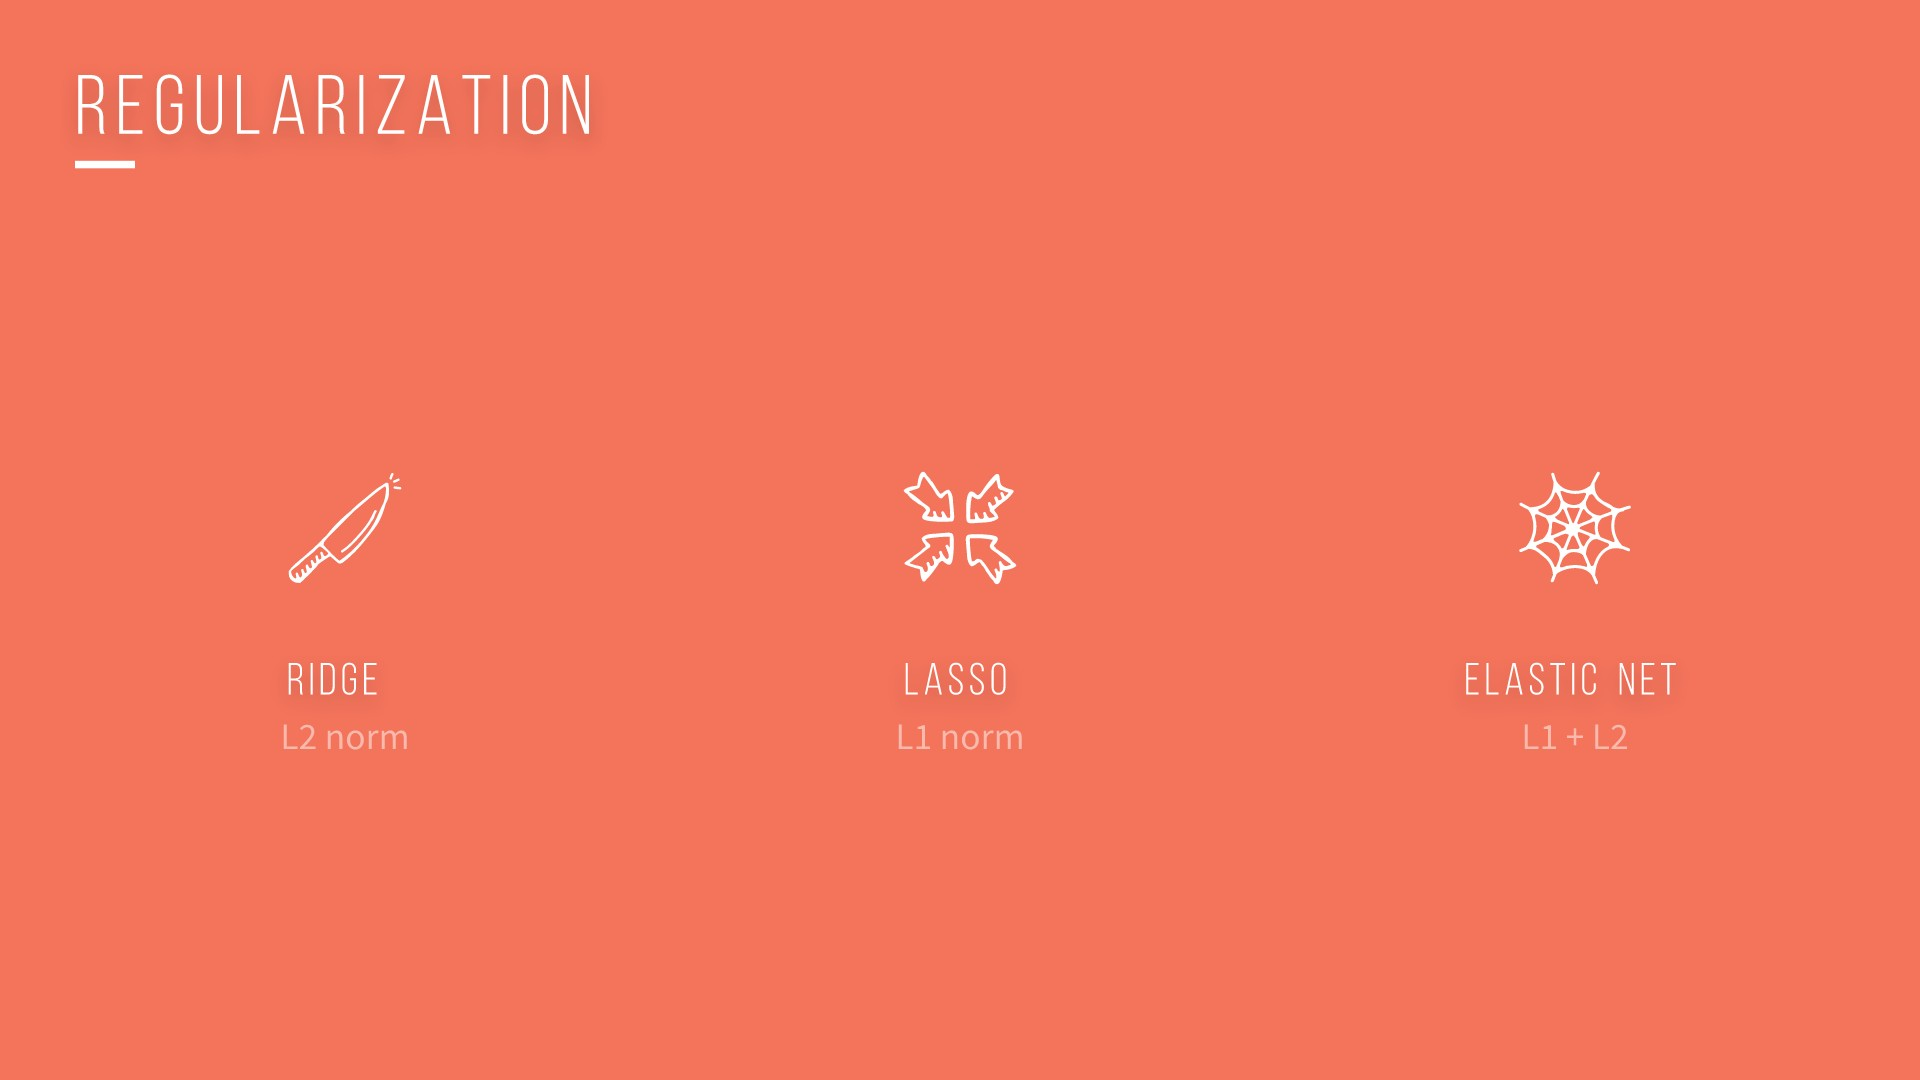 REGULARIZATION
RIDGE
L2 norm
LASSO
L1 norm
ELASTIC NET
L1 + L2